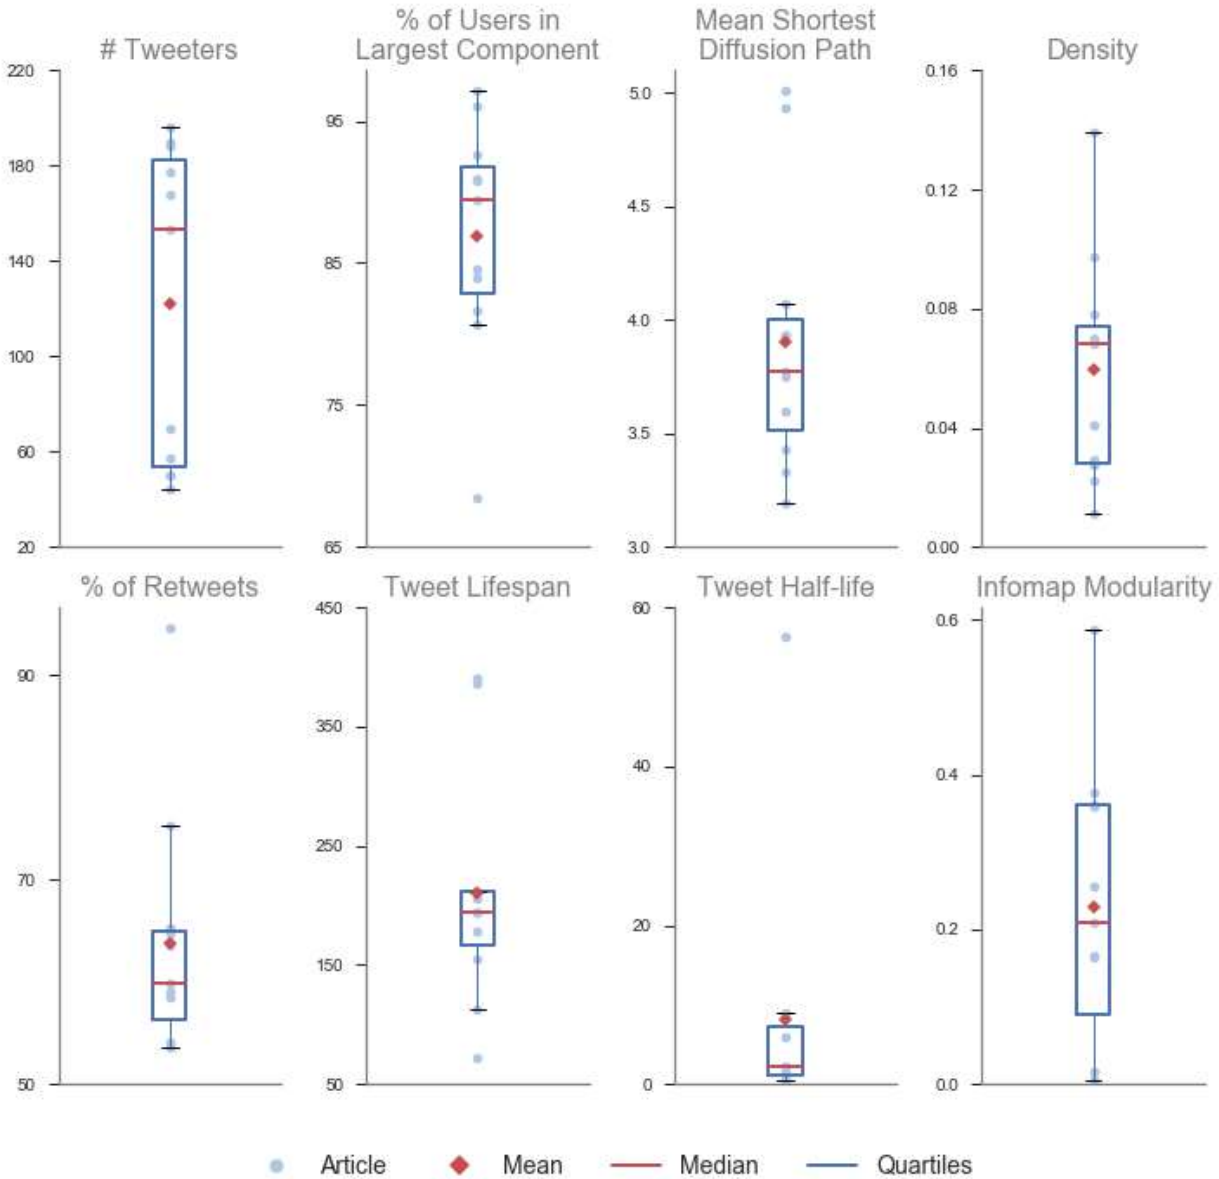 # Tweeters
% of Users in
Largest Component
Mean Shortest
Diffusion Path
Density
220
180
140
100
60
20
95
85
75
65
5.0
4.5
4.0
3.5
3.0
0.16
0.12
0.08
0.04
0.00
% of Retweets
Tweet Lifespan
Tweet Half-life
Infomap Modularity
90
70
50
450
350
250
150
50
60
40
20
0
0.6
0.4
0.2
0.0
Article
Mean
Median
Quartiles